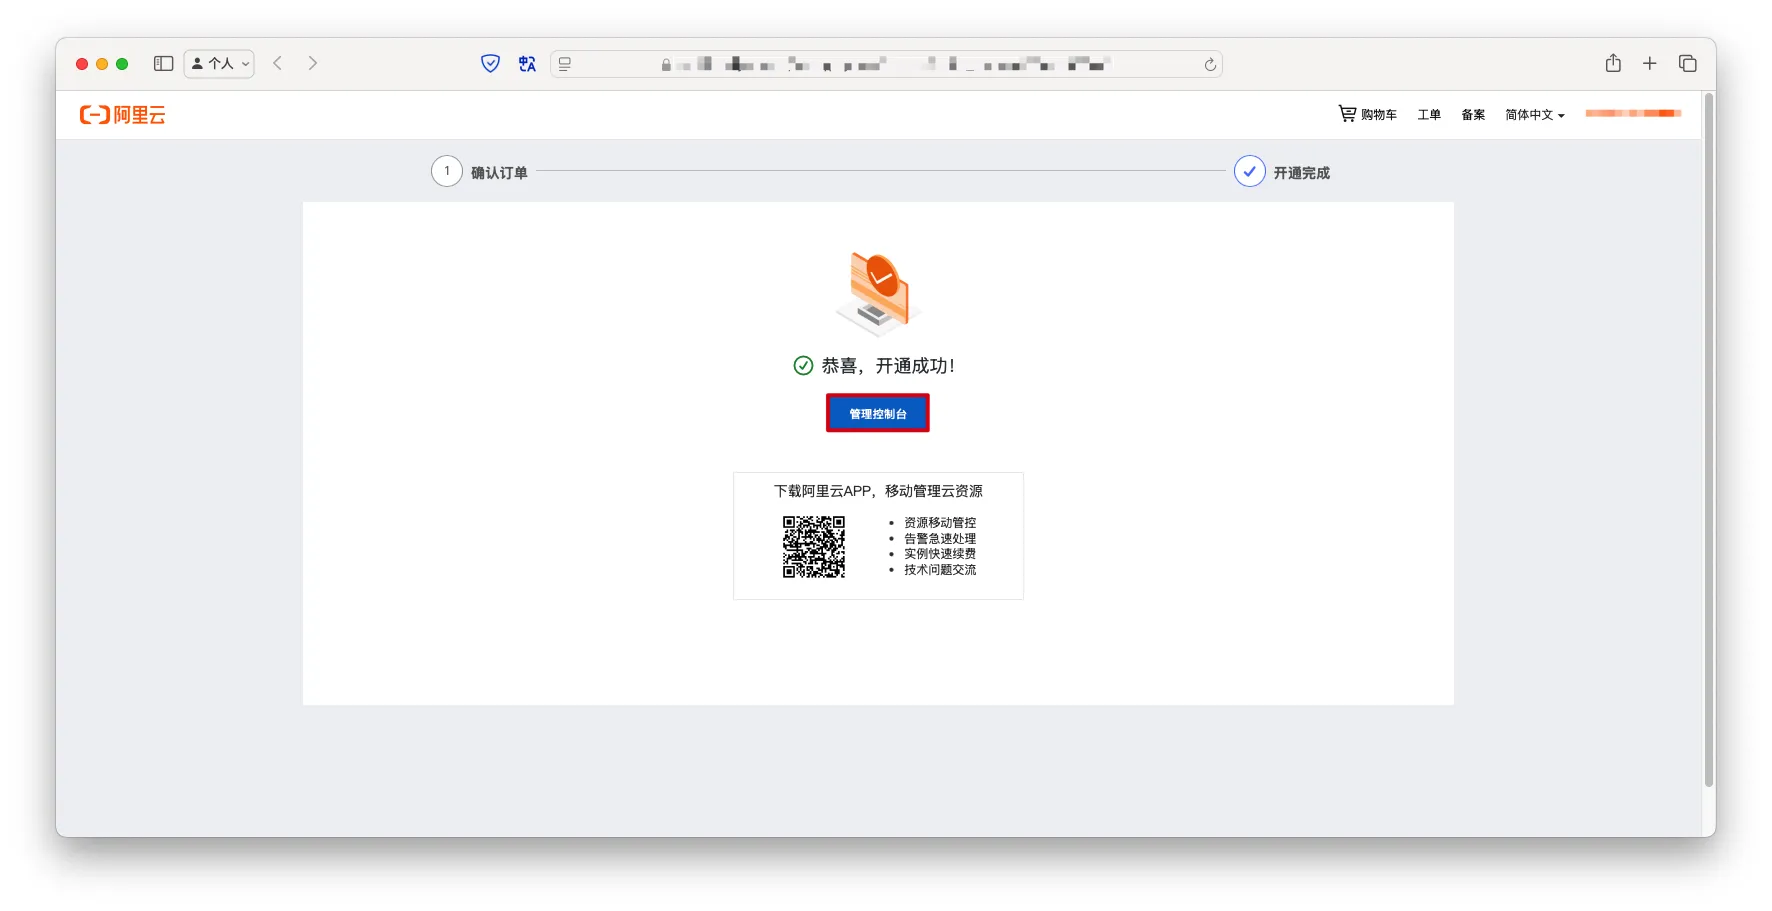 个人
阿里云
购物车 工单 备案 简体中文
1 确认订单
开通完成
恭喜，开通成功！
管理控制台
下载阿里云APP，移动管理云资源
• 资源移动管控
• 告警急速处理
• 实例快速续费
• 技术问题交流